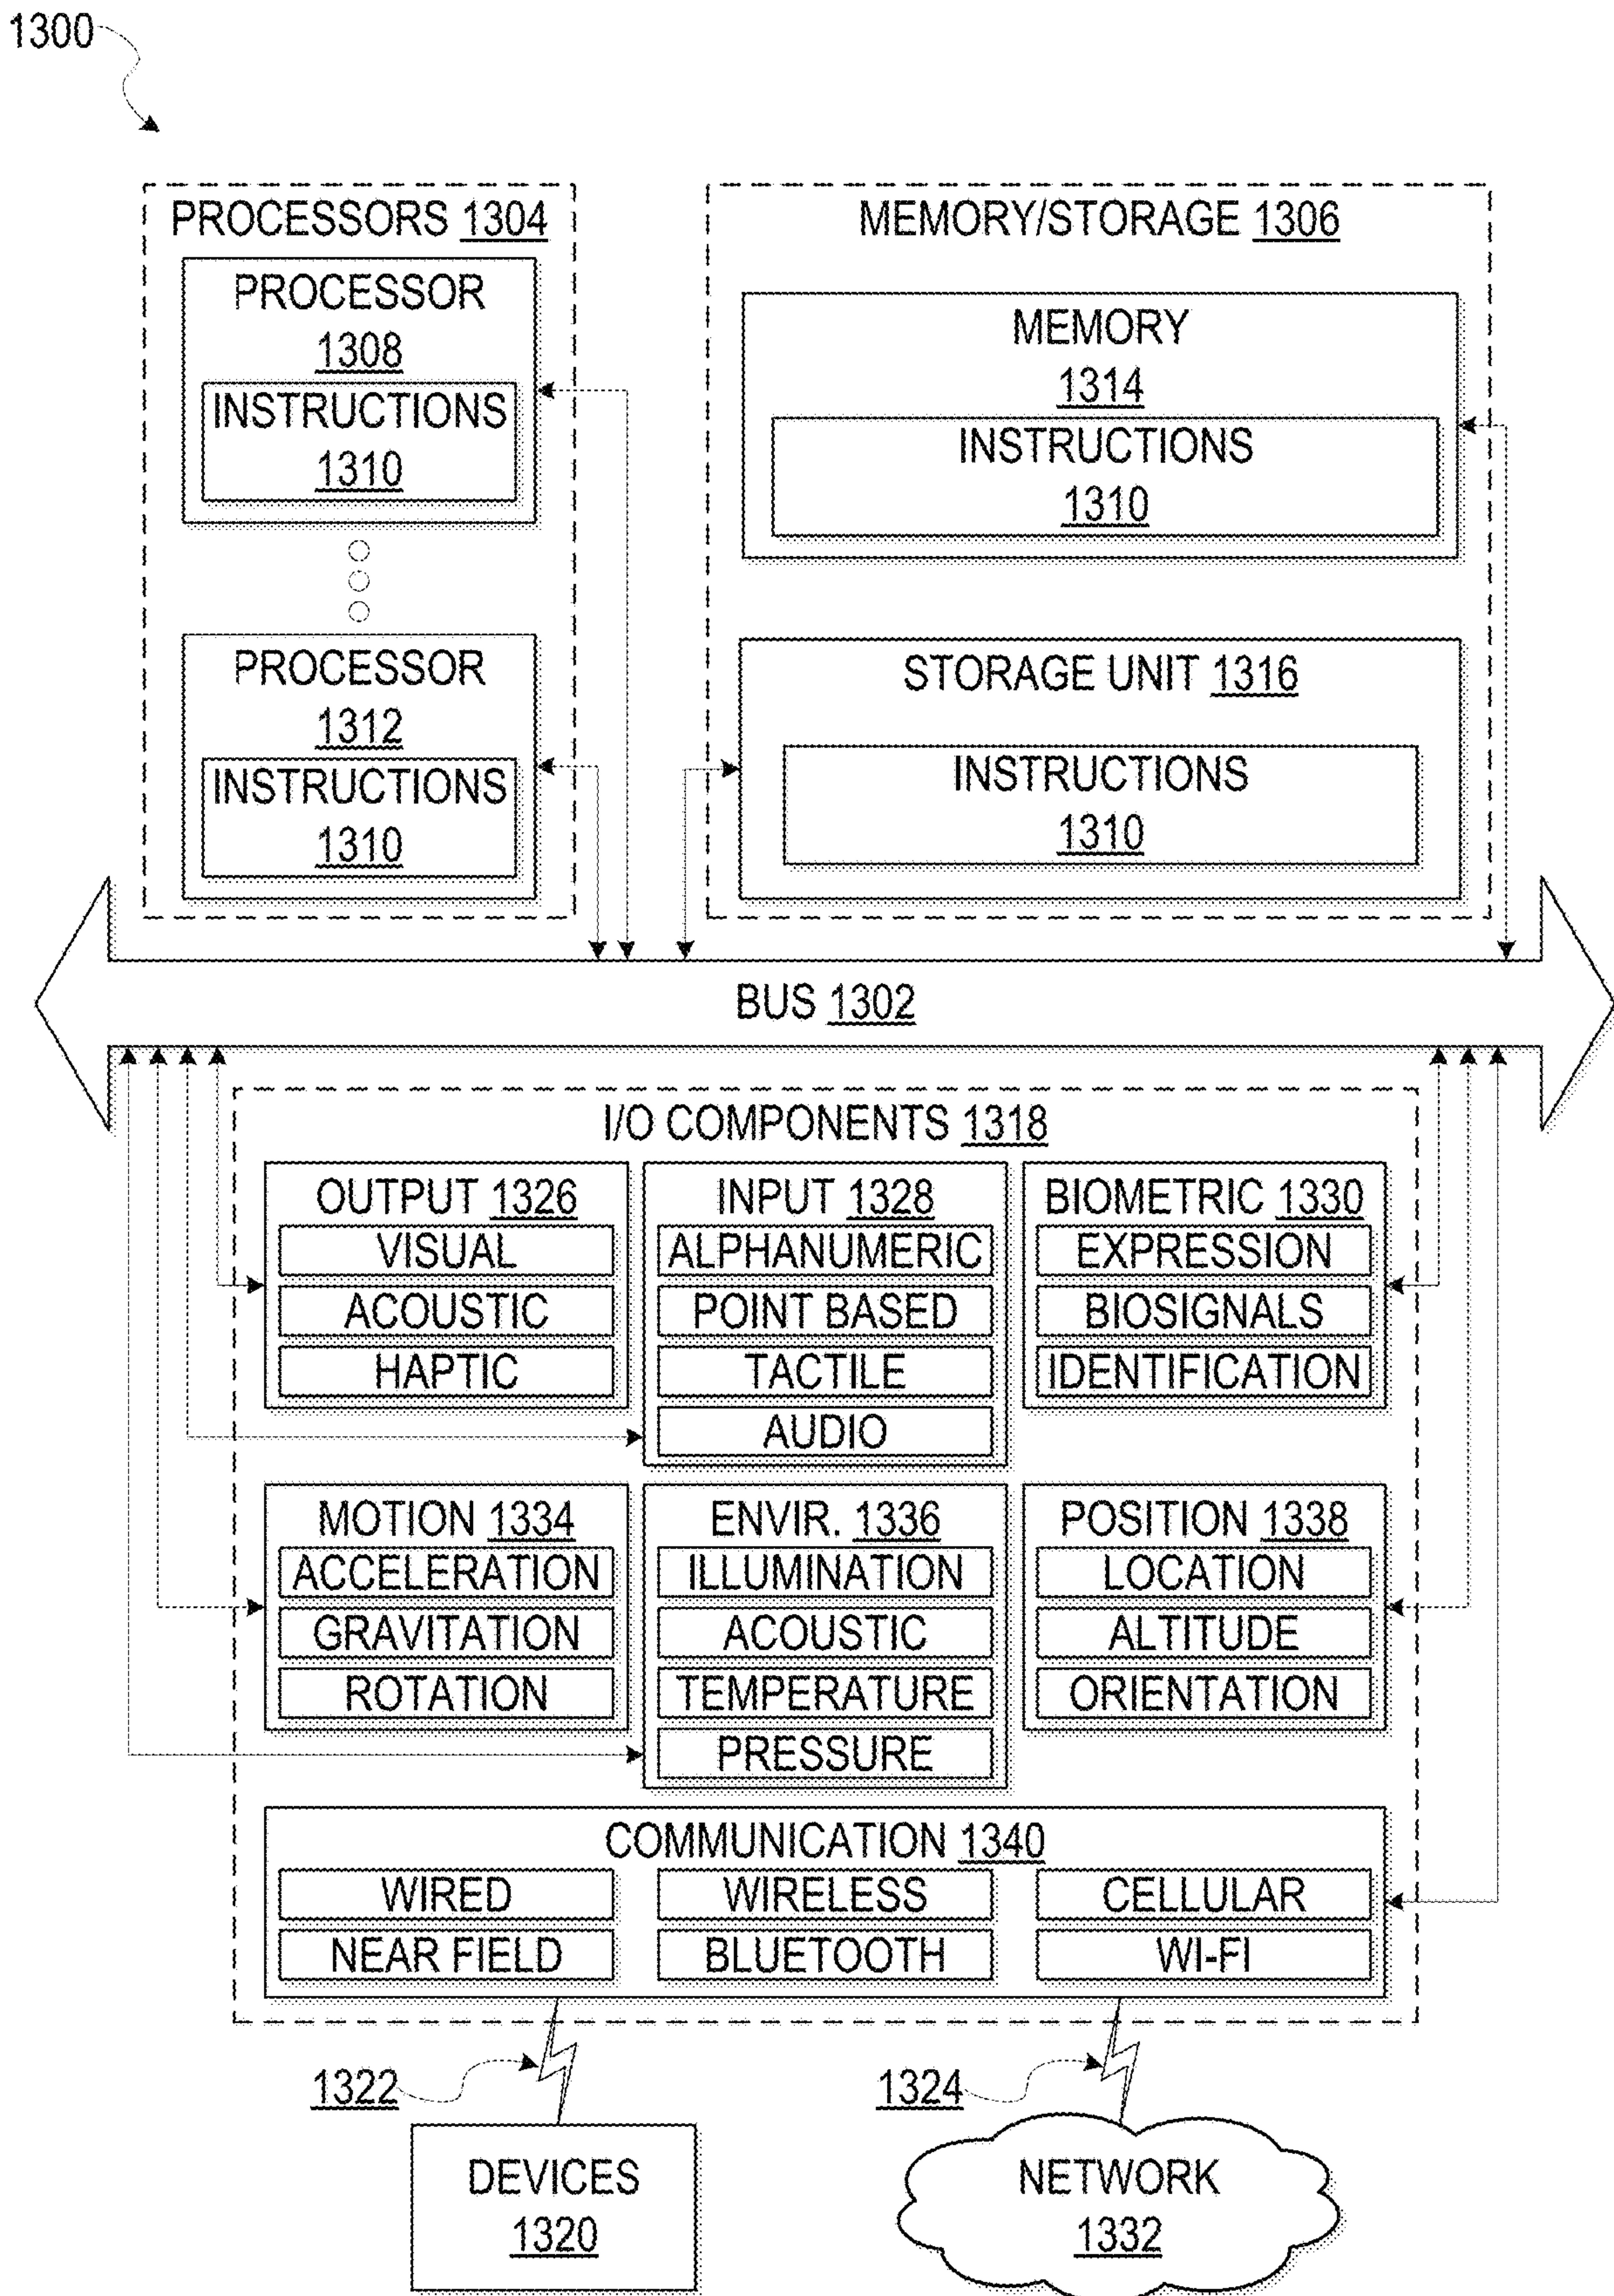 1300
PROCESSORS 1304
PROCESSOR
1308
INSTRUCTIONS
1310
PROCESSOR
1312
INSTRUCTIONS
1310
MEMORY/STORAGE 1306
MEMORY
1314
INSTRUCTIONS
1310
STORAGE UNIT 1316
INSTRUCTIONS
1310
BUS 1302
I/O COMPONENTS 1318
OUTPUT 1326
VISUAL
ACOUSTIC
HAPTIC
INPUT 1328
ALPHANUMERIC
POINT BASED
TACTILE
AUDIO
BIOMETRIC 1330
EXPRESSION
BIOSIGNALS
IDENTIFICATION
MOTION 1334
ACCELERATION
GRAVITATION
ROTATION
ENVIR. 1336
ILLUMINATION
ACOUSTIC
TEMPERATURE
PRESSURE
POSITION 1338
LOCATION
ALTITUDE
ORIENTATION
COMMUNICATION 1340
WIRED
WIRELESS
CELLULAR
NEAR FIELD
BLUETOOTH
WI-FI
1322
1324
DEVICES
1320
NETWORK
1332